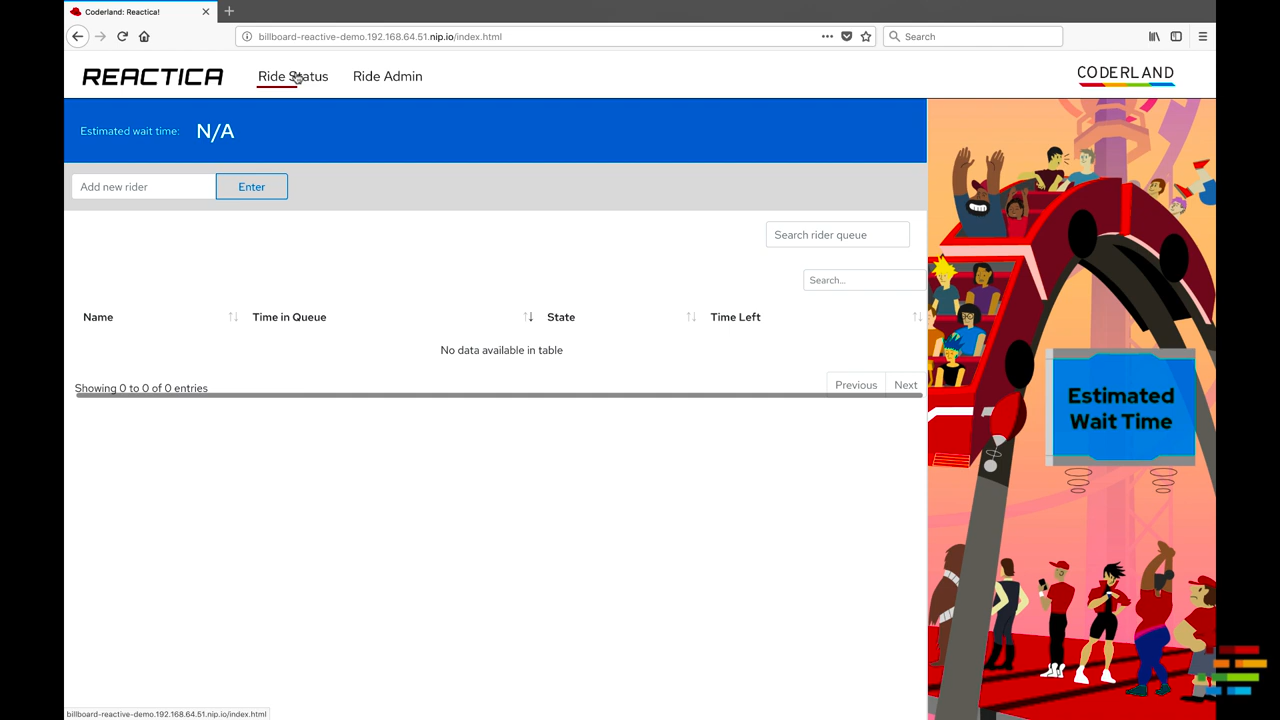 Coderland: Reactica!
billboard-reactive-demo.192.168.64.51.nip.io/index.html
Search
REACTICA
Ride Status
Ride Admin
CODERLAND
Estimated wait time: N/A
Add new rider
Enter
Search rider queue
Search...
Name
Time in Queue
State
Time Left
No data available in table
Showing 0 to 0 of 0 entries
Previous
Next
Estimated
Wait Time
billboard-reactive-demo.192.168.64.51.nip.io/index.html